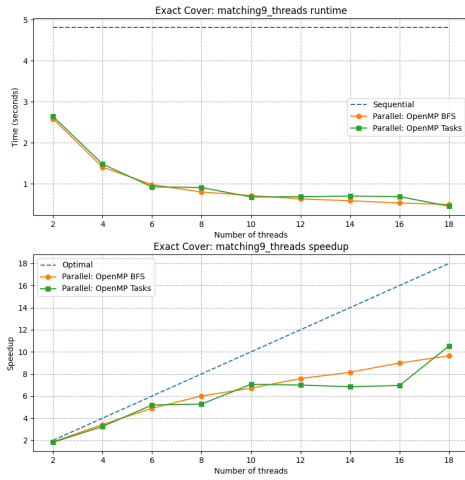 Exact Cover: matching9_threads runtime
5
4
3
2
1
Time (seconds)
Sequential
Parallel: OpenMP BFS
Parallel: OpenMP Tasks
2 4 6 8 10 12 14 16 18
Number of threads
Exact Cover: matching9_threads speedup
18
16
14
12
10
8
6
4
2
Speedup
Optimal
Parallel: OpenMP BFS
Parallel: OpenMP Tasks
2 4 6 8 10 12 14 16 18
Number of threads